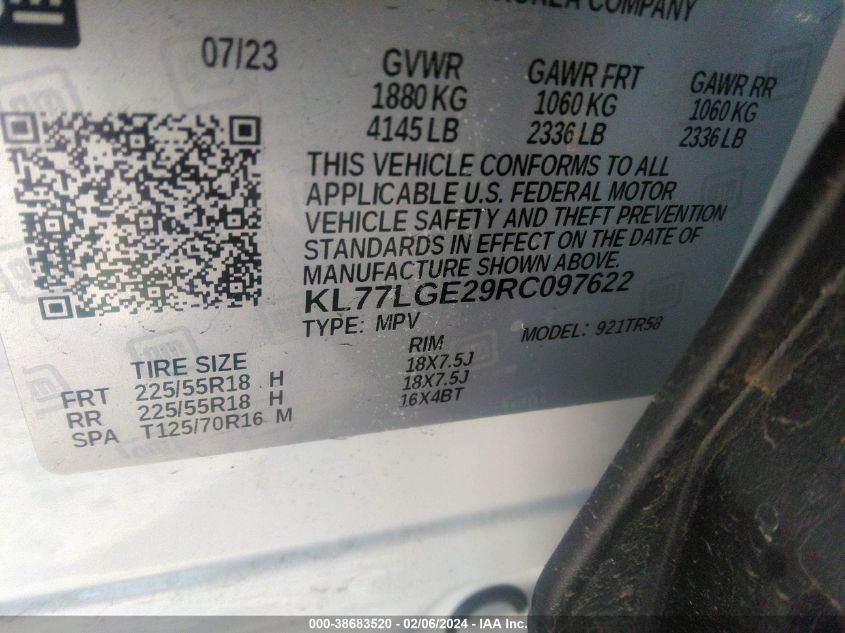 KOREA COMPANY
07/23
GVWR GAWR FRT GAWR RR
1880 KG 1060 KG 1060 KG
4145 LB 2336 LB 2336 LB
THIS VEHICLE CONFORMS TO ALL
APPLICABLE U.S. FEDERAL MOTOR
VEHICLE SAFETY AND THEFT PREVENTION
STANDARDS IN EFFECT ON THE DATE OF
MANUFACTURE SHOWN ABOVE.
KL77LGE29RC097622
TYPE: MPV MODEL: 921TR58
TIRE SIZE RIM
FRT 225/55R18 H 18X7.5J
RR 225/55R18 H 18X7.5J
SPA T125/70R16 M 16X4BT
000-38683520 - 02/06/2024 - IAA Inc.